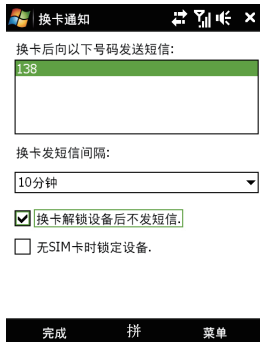 换卡通知
换卡后向以下号码发送短信:
138
换卡发短信间隔:
10分钟
换卡解锁设备后不发短信.
无SIM卡时锁定设备.
完成 拼 菜单